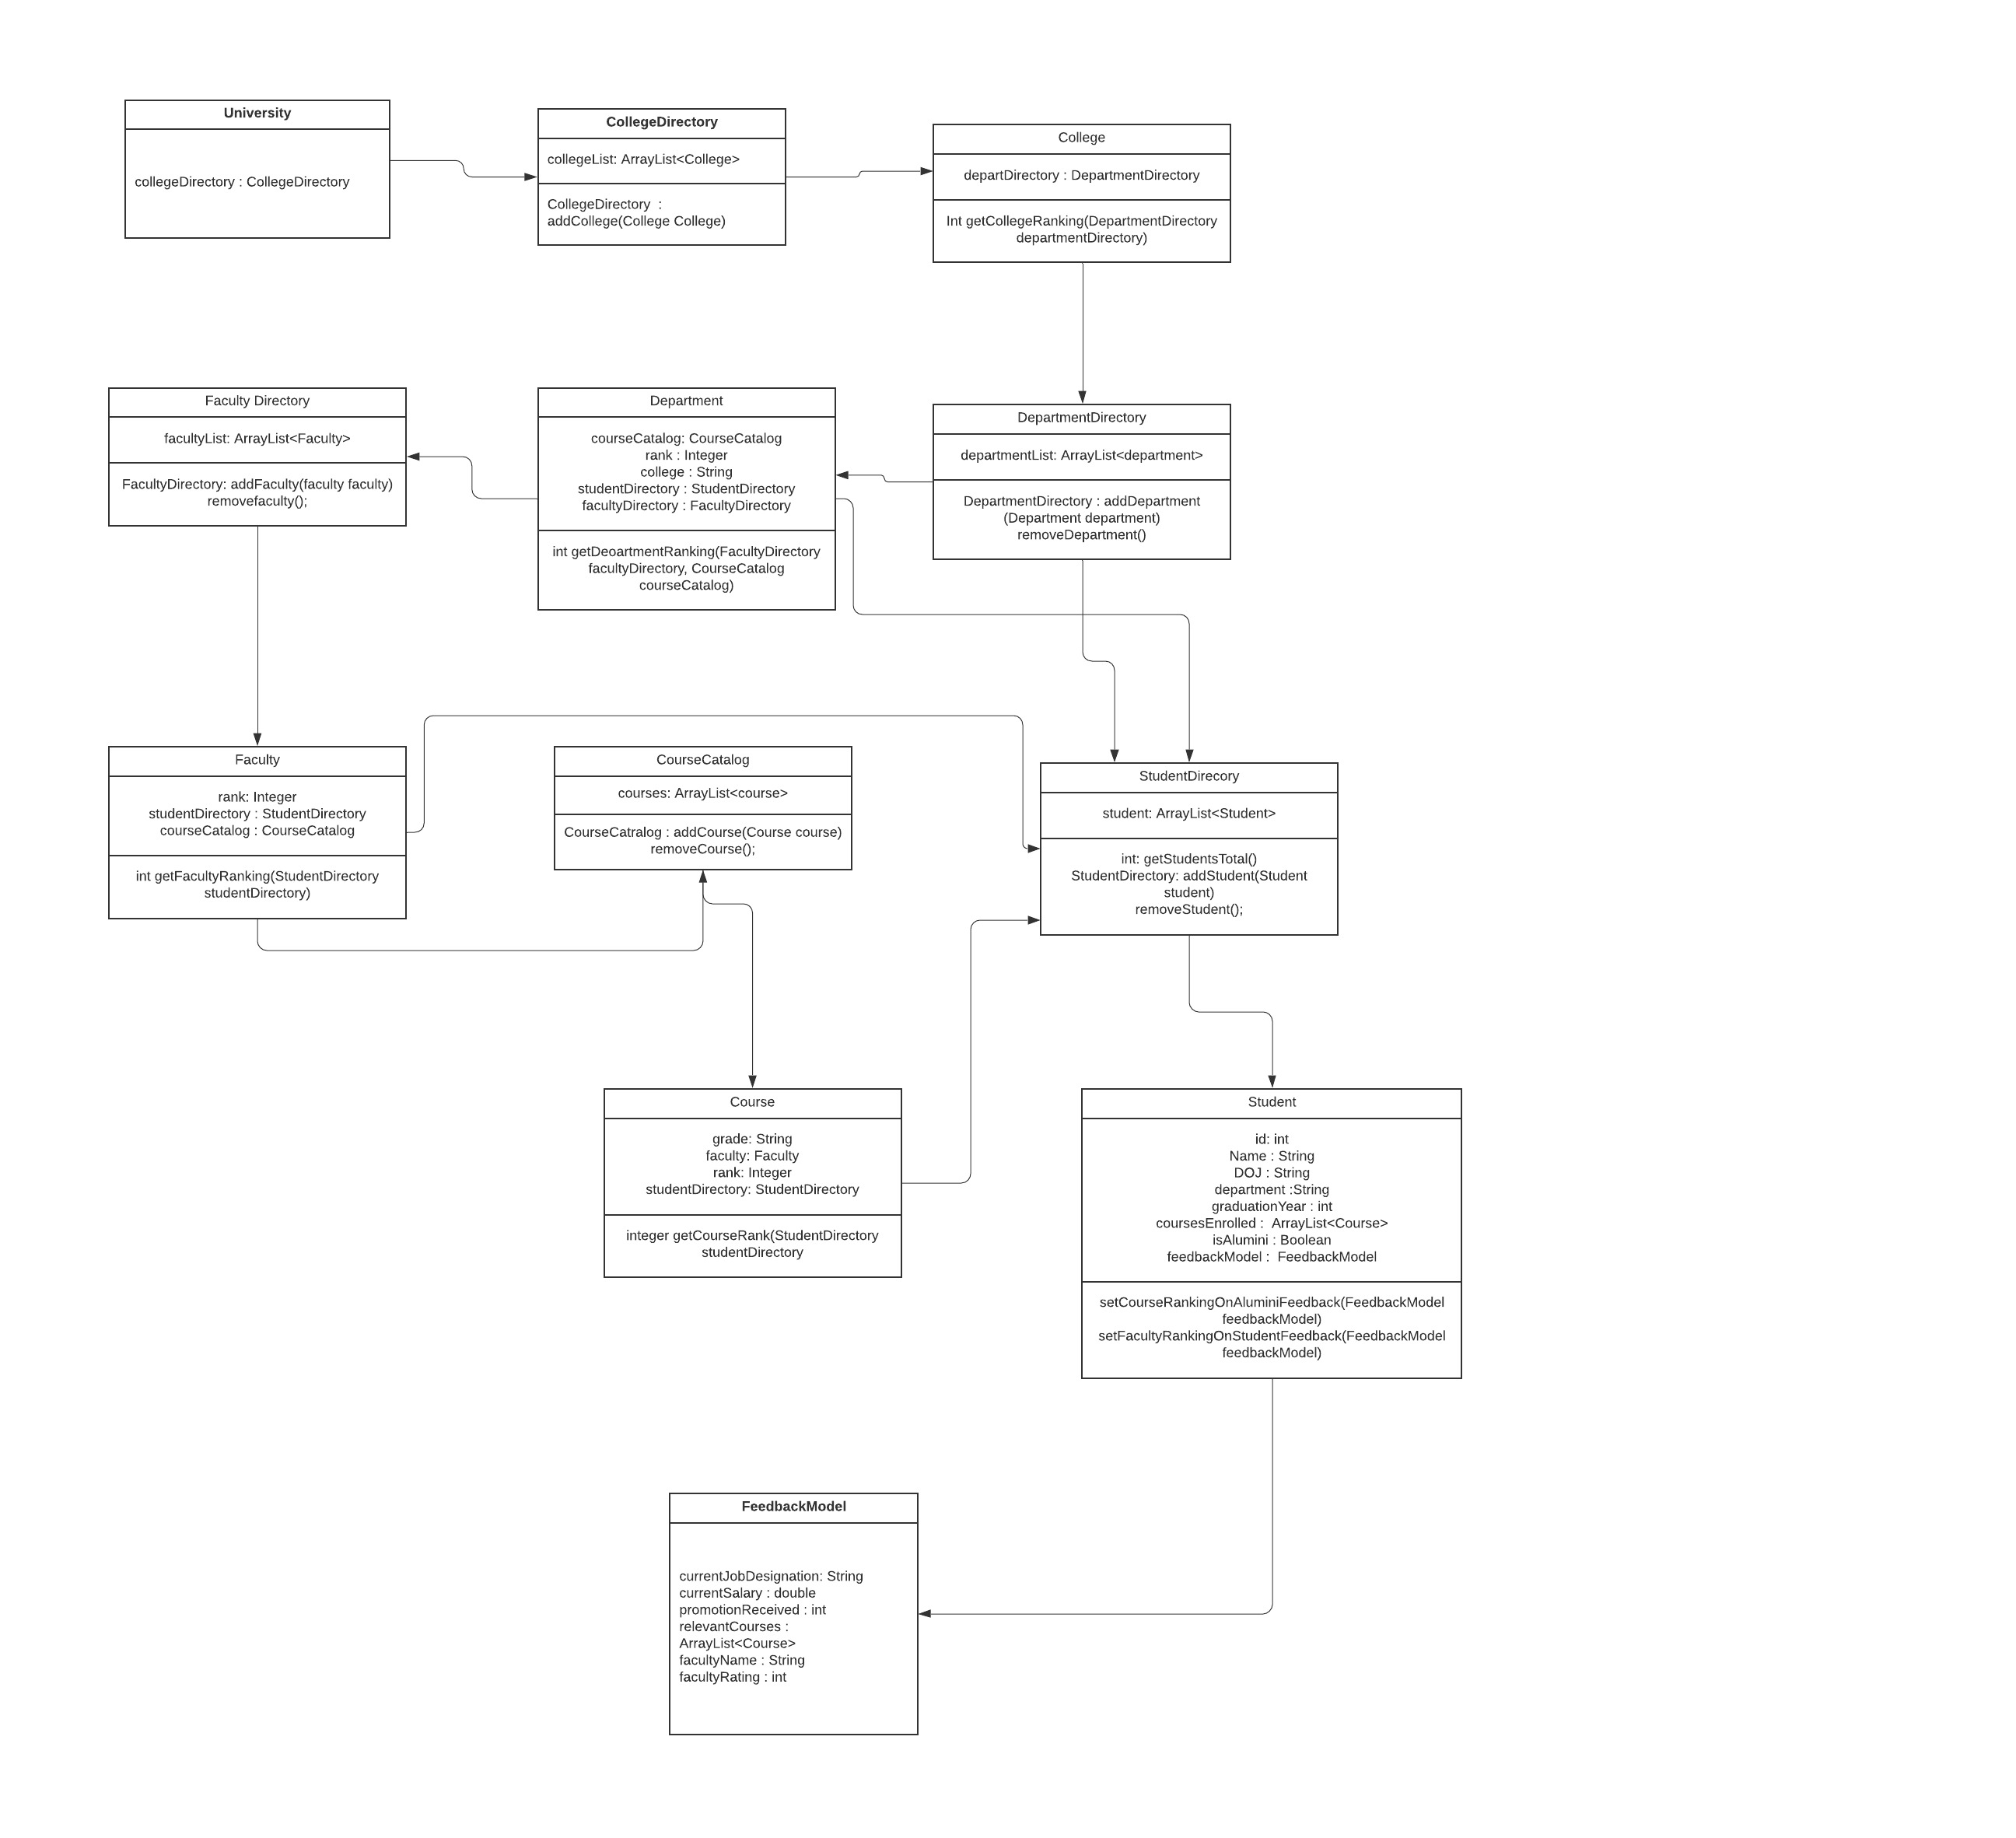 University
collegeDirectory : CollegeDirectory
CollegeDirectory
collegeList: ArrayList<College>
CollegeDirectory  :
addCollege(College College)
College
departDirectory : DepartmentDirectory
Int getCollegeRanking(DepartmentDirectory
departmentDirectory)
Faculty Directory
facultyList: ArrayList<Faculty>
FacultyDirectory: addFaculty(faculty faculty)
removefaculty();
Department
courseCatalog: CourseCatalog
rank : Integer
college : String
studentDirectory : StudentDirectory
facultyDirectory : FacultyDirectory
int getDeoartmentRanking(FacultyDirectory
facultyDirectory, CourseCatalog
courseCatalog)
DepartmentDirectory
departmentList: ArrayList<department>
DepartmentDirectory : addDepartment
(Department department)
removeDepartment()
Faculty
rank: Integer
studentDirectory : StudentDirectory
courseCatalog : CourseCatalog
int getFacultyRanking(StudentDirectory
studentDirectory)
CourseCatalog
courses: ArrayList<course>
CourseCatralog : addCourse(Course course)
removeCourse();
StudentDirecory
student: ArrayList<Student>
int: getStudentsTotal()
StudentDirectory: addStudent(Student
student)
removeStudent();
Course
grade: String
faculty: Faculty
rank: Integer
studentDirectory: StudentDirectory
integer getCourseRank(StudentDirectory
studentDirectory
Student
id: int
Name : String
DOJ : String
department :String
graduationYear : int
coursesEnrolled :  ArrayList<Course>
isAlumini : Boolean
feedbackModel :  FeedbackModel
setCourseRankingOnAluminiFeedback(FeedbackModel
feedbackModel)
setFacultyRankingOnStudentFeedback(FeedbackModel
feedbackModel)
FeedbackModel
currentJobDesignation: String
currentSalary : double
promotionReceived : int
relevantCourses :
ArrayList<Course>
facultyName : String
facultyRating : int